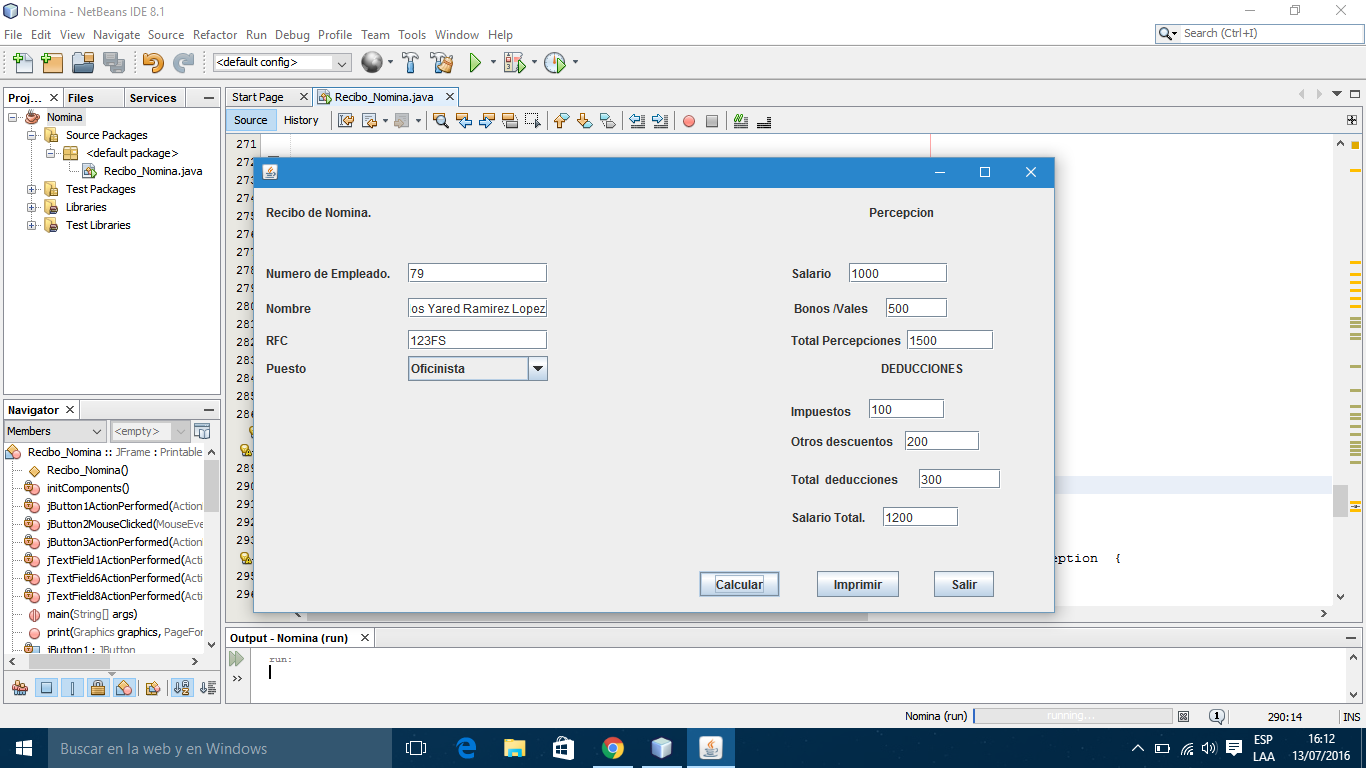 Nomina - NetBeans IDE 8.1
File Edit View Navigate Source Refactor Run Debug Profile Team Tools Window Help
Search (Ctrl+I)
<default config>
Proj... Files Services
Nomina
Source Packages
<default package>
Recibo_Nomina.java
Test Packages
Libraries
Test Libraries
Start Page Recibo_Nomina.java
Source History
271
272
Recibo de Nomina. Percepcion
Numero de Empleado. 79 Salario 1000
Nombre os Yared Ramirez Lopez Bonos /Vales 500
RFC 123FS Total Percepciones 1500
Puesto Oficinista DEDUCCIONES
Impuestos 100
Otros descuentos 200
Total deducciones 300
Salario Total. 1200
Calcular Imprimir Salir
eption {
Navigator
Members <empty>
Recibo_Nomina :: JFrame : Printable
Recibo_Nomina()
initComponents()
jButton1ActionPerformed(Action
jButton2MouseClicked(MouseEve
jButton3ActionPerformed(Action
jTextField1ActionPerformed(Acti
jTextField6ActionPerformed(Acti
jTextField8ActionPerformed(Acti
main(String[] args)
print(Graphics graphics, PageFor
jButton1 : JButton
Output - Nomina (run)
run:
Nomina (run) running... 1 290:14 INS
Buscar en la web y en Windows
ESP
LAA
16:12
13/07/2016